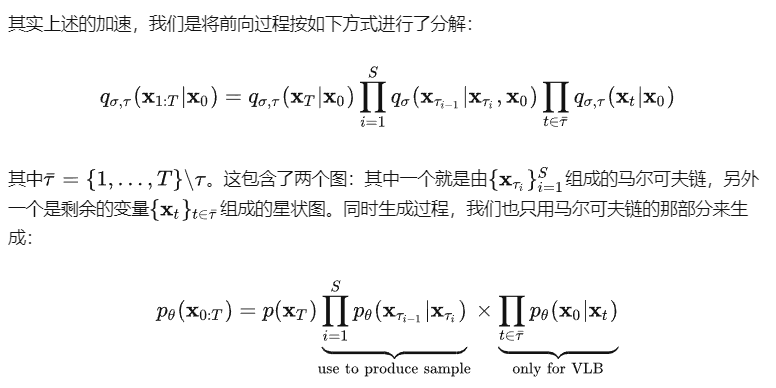 其实上述的加速，我们是将前向过程按如下方式进行了分解：
$$q_{\sigma,\tau}(\mathbf{x}_{1:T}|\mathbf{x}_0) = q_{\sigma,\tau}(\mathbf{x}_T|\mathbf{x}_0) \prod_{i=1}^{S} q_{\sigma}(\mathbf{x}_{\tau_{i-1}}|\mathbf{x}_{\tau_i}, \mathbf{x}_0) \prod_{t\in\bar{\tau}} q_{\sigma,\tau}(\mathbf{x}_t|\mathbf{x}_0)$$
其中$\bar{\tau} = \{1, \ldots, T\} \backslash \tau$。这包含了两个图：其中一个就是由$\{\mathbf{x}_{\tau_i}\}_{i=1}^{S}$组成的马尔可夫链，另外
一个是剩余的变量$\{\mathbf{x}_t\}_{t\in\bar{\tau}}$组成的星状图。同时生成过程，我们也只用马尔可夫链的那部分来生
成：
$$p_\theta(\mathbf{x}_{0:T}) = p(\mathbf{x}_T) \underbrace{\prod_{i=1}^{S} p_\theta(\mathbf{x}_{\tau_{i-1}}|\mathbf{x}_{\tau_i})}_{\text{use to produce sample}} \times \underbrace{\prod_{t\in\bar{\tau}} p_\theta(\mathbf{x}_0|\mathbf{x}_t)}_{\text{only for VLB}}$$